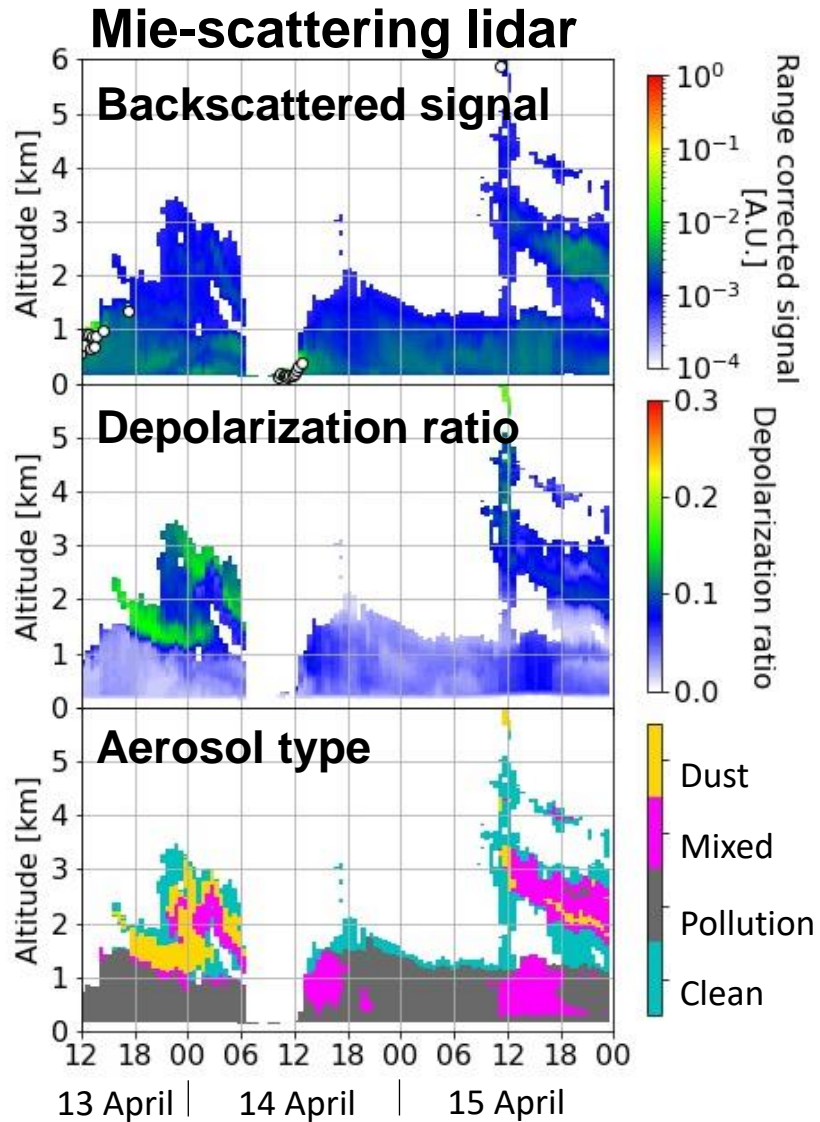 Mie-scattering lidar
Backscattered signal
6
5
4
3
2
1
0
Altitude [km]
10⁰
10⁻¹
10⁻²
10⁻³
10⁻⁴
Range corrected signal
[A.U.]
Depolarization ratio
5
4
3
2
1
0
Altitude [km]
0.3
0.2
0.1
0.0
Depolarization ratio
Aerosol type
5
4
3
2
1
0
Altitude [km]
Dust
Mixed
Pollution
Clean
12 18 00 06 12 18 00 06 12 18 00
13 April | 14 April | 15 April